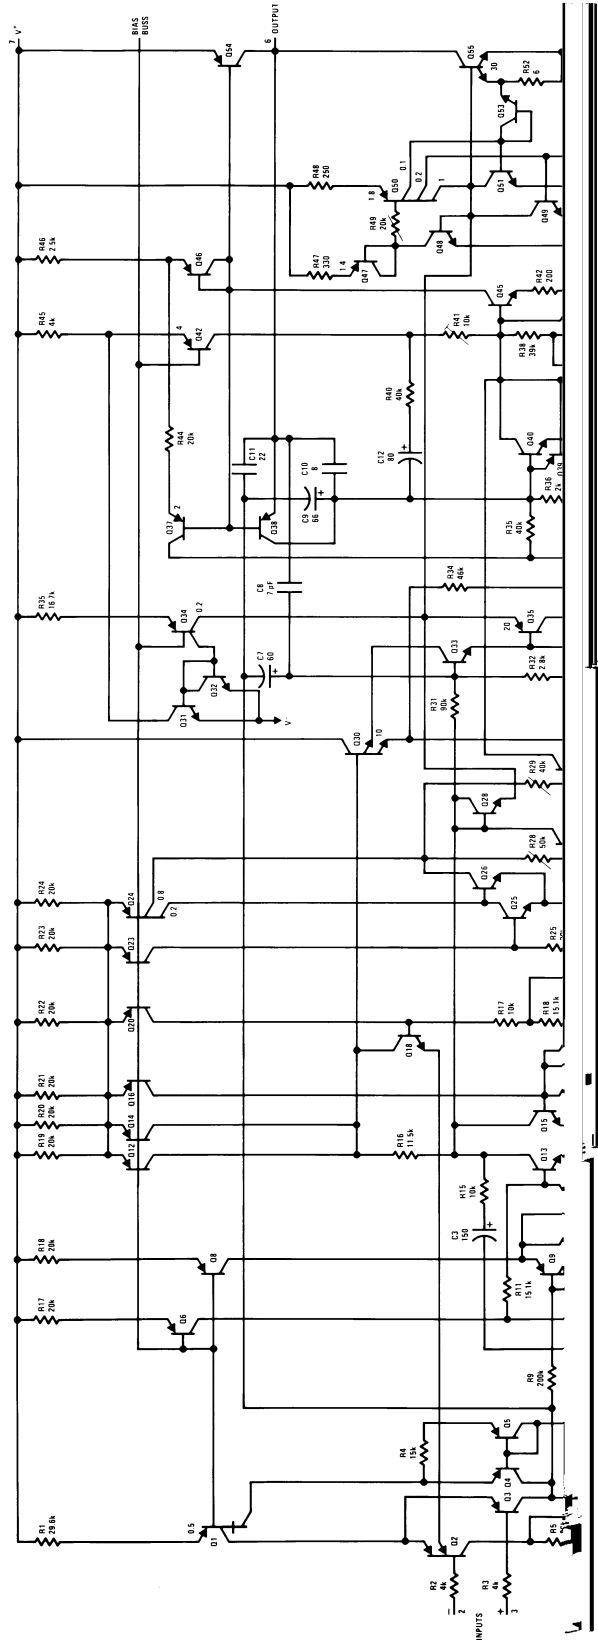 7 V+
BIAS
BUSS
6 OUTPUT
Q54
Q55
30
R52
6
Q53
R48
250
1.8
Q50
0.1
0.2
1
Q51
Q49
R49
20k
R46
2.5k
Q46
R47
330
1.4
Q47
Q48
Q45
R42
200
R45
4k
4
Q42
R41
10k
R38
39k
R40
40k
R44
20k
C11
22
C10
8
C12
80
Q40
Q39
R36
2k
2
Q37
Q38
C9
66
R35
40k
C8
7 pF
R34
46k
R35
16.7k
Q34
0.2
20
Q35
Q33
R32
2.8k
C7
60
Q32
Q31
V−
R31
90k
Q30
10
R29
40k
Q28
R28
50k
R24
20k
Q24
0.8
0.2
Q26
Q25
R23
20k
Q23
R25
R22
20k
Q20
R17
10k
R18
15.1k
Q18
R21
20k
Q16
R20
20k
Q14
Q15
R19
20k
Q12
R16
11.5k
Q13
R15
10k
C3
150
R18
20k
Q8
Q9
R11
15.1k
R17
20k
Q6
R9
200k
R4
15k
Q5
Q4
Q3
R1
29.6k
0.5
Q1
Q2
R5
R2
4k
R3
4k
−
2
+
3
INPUTS